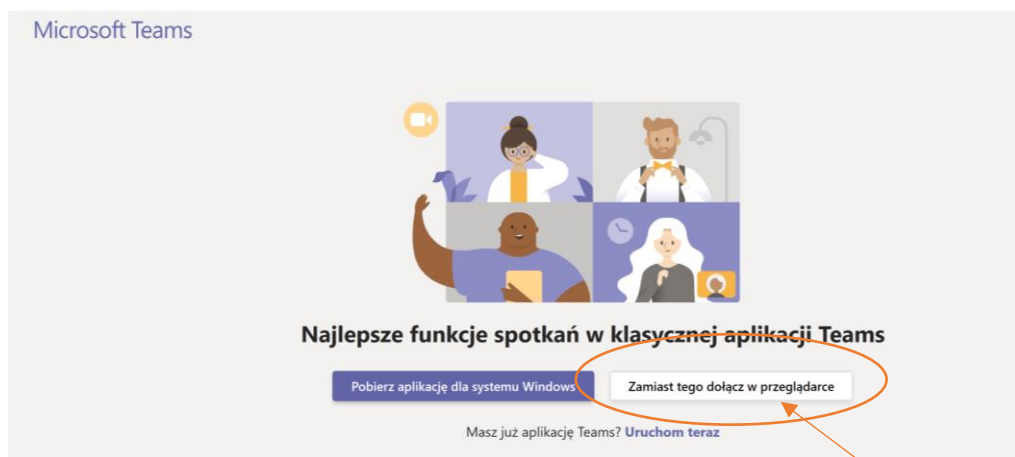 Microsoft Teams
Najlepsze funkcje spotkań w klasycznej aplikacji Teams
Pobierz aplikację dla systemu Windows
Zamiast tego dołącz w przeglądarce
Masz już aplikację Teams? Uruchom teraz